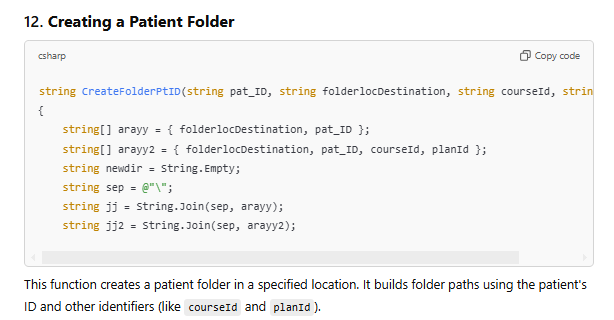 12. Creating a Patient Folder
csharp
Copy code
string CreateFolderPtID(string pat_ID, string folderlocDestination, string courseId, strin
{
string[] arayy = { folderlocDestination, pat_ID };
string[] arayy2 = { folderlocDestination, pat_ID, courseId, planId };
string newdir = String.Empty;
string sep = @"\";
string jj = String.Join(sep, arayy);
string jj2 = String.Join(sep, arayy2);
This function creates a patient folder in a specified location. It builds folder paths using the patient's
ID and other identifiers (like courseId and planId).